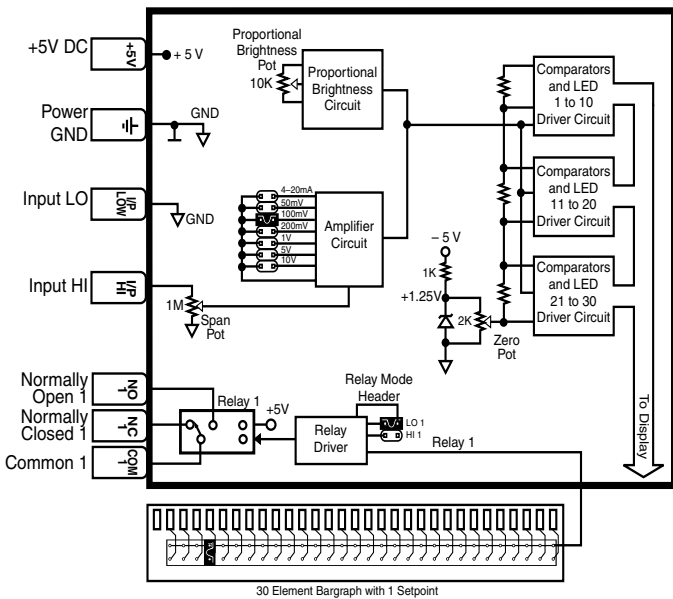 +5V DC
+5V
+ 5 V
Power
GND
GND
Input LO
I/P
LOW
GND
Input HI
I/P
HI
1M
Span
Pot
Proportional
Brightness
Pot
10K
Proportional
Brightness
Circuit
4–20mA
50mV
100mV
200mV
1V
5V
10V
Amplifier
Circuit
– 5 V
1K
+1.25V
2K
Zero
Pot
Comparators
and LED
1 to 10
Driver Circuit
Comparators
and LED
11 to 20
Driver Circuit
Comparators
and LED
21 to 30
Driver Circuit
To Display
Normally
Open 1
NO
1
Normally
Closed 1
NC
1
Common 1
COM
1
Relay 1
+5V
Relay
Driver
Relay Mode
Header
LO 1
HI 1
Relay 1
30 Element Bargraph with 1 Setpoint